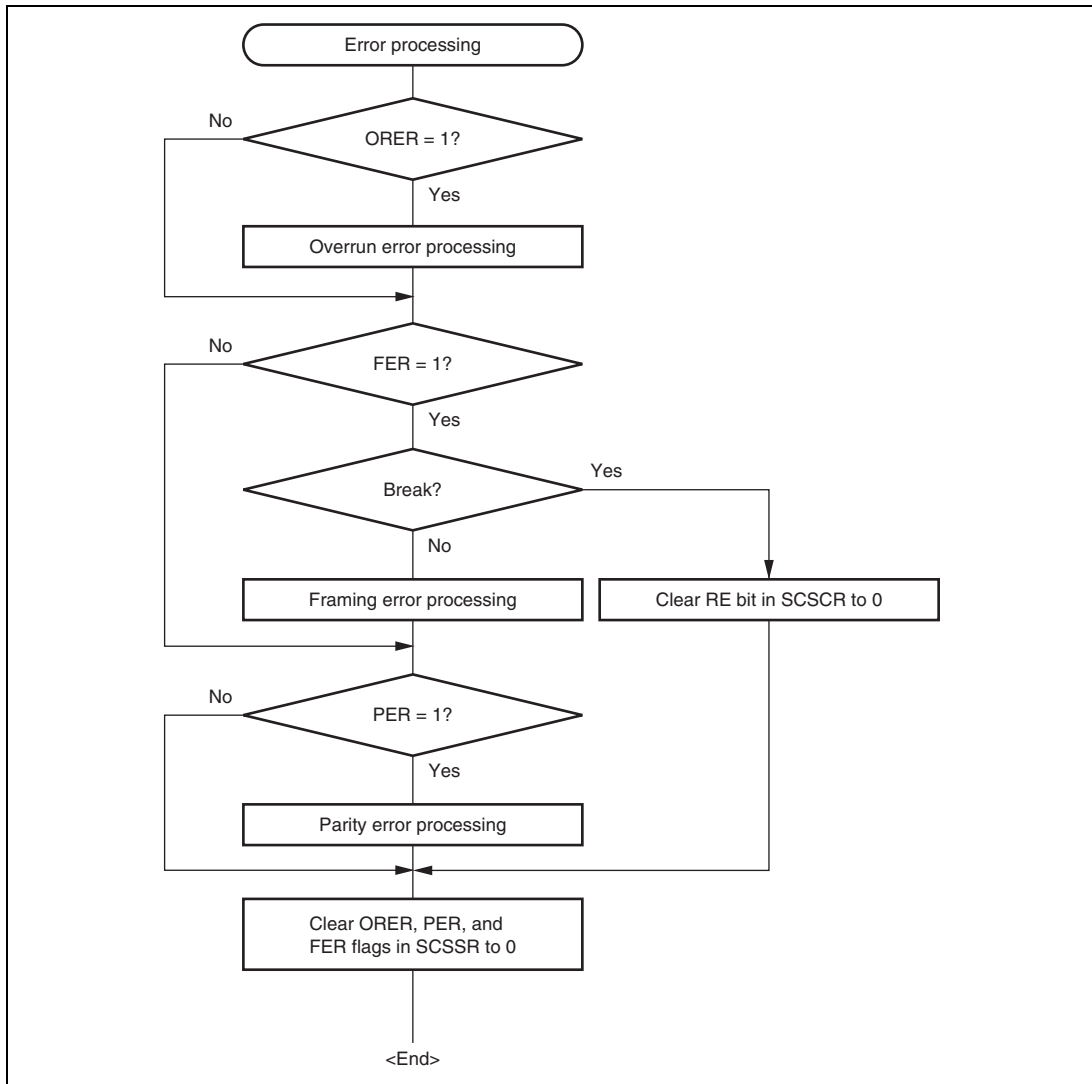 Error processing
No
ORER = 1?
Yes
Overrun error processing
No
FER = 1?
Yes
Break?
Yes
No
Framing error processing
Clear RE bit in SCSCR to 0
No
PER = 1?
Yes
Parity error processing
Clear ORER, PER, and
FER flags in SCSSR to 0
<End>